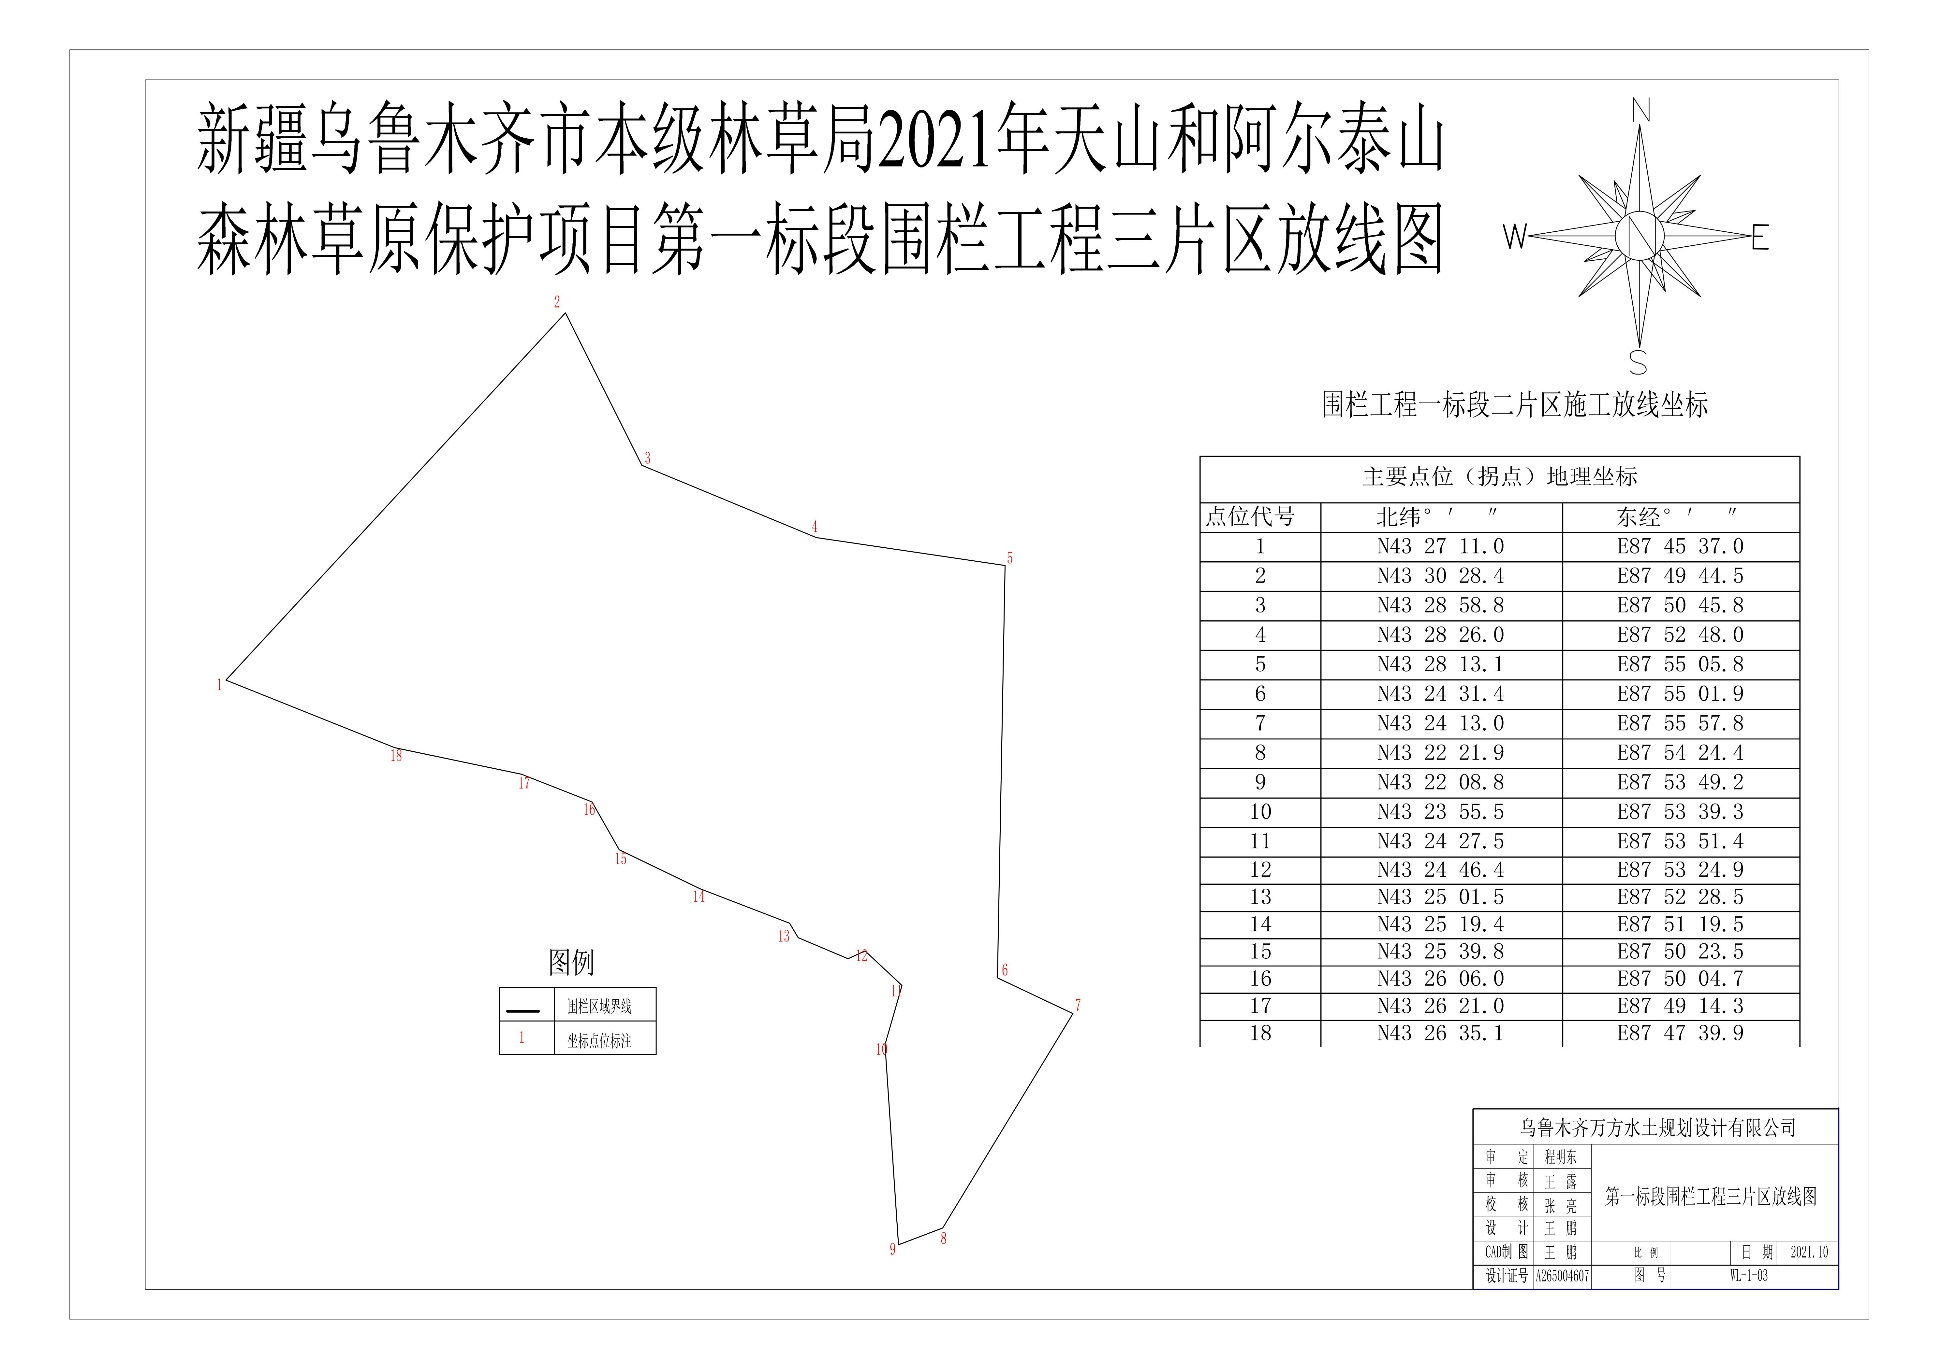 新疆乌鲁木齐市本级林草局2021年天山和阿尔泰山
森林草原保护项目第一标段围栏工程三片区放线图
N
W
E
S
N
围栏工程一标段二片区施工放线坐标
主要点位（拐点）地理坐标
点位代号 北纬° ′ ″ 东经° ′ ″
1 N43 27 11.0 E87 45 37.0
2 N43 30 28.4 E87 49 44.5
3 N43 28 58.8 E87 50 45.8
4 N43 28 26.0 E87 52 48.0
5 N43 28 13.1 E87 55 05.8
6 N43 24 31.4 E87 55 01.9
7 N43 24 13.0 E87 55 57.8
8 N43 22 21.9 E87 54 24.4
9 N43 22 08.8 E87 53 49.2
10 N43 23 55.5 E87 53 39.3
11 N43 24 27.5 E87 53 51.4
12 N43 24 46.4 E87 53 24.9
13 N43 25 01.5 E87 52 28.5
14 N43 25 19.4 E87 51 19.5
15 N43 25 39.8 E87 50 23.5
16 N43 26 06.0 E87 50 04.7
17 N43 26 21.0 E87 49 14.3
18 N43 26 35.1 E87 47 39.9
2
3
4
5
1
18
17
16
15
14
13
12
11
6
7
10
8
9
图例
围栏区域界线
1 坐标点位标注
乌鲁木齐万方水土规划设计有限公司
审 定 程明东
审 核 王 露
校 核 张 亮
设 计 王 鹏
第一标段围栏工程三片区放线图
CAD制图 王 鹏 比 例 日 期 2021.10
设计证号 A265004607 图 号 WL-1-03